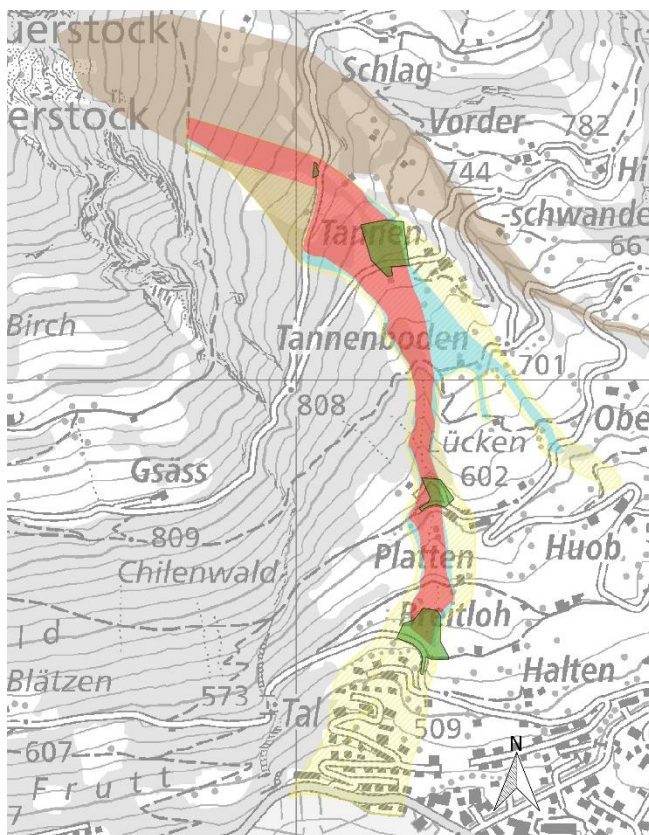 uerstock
Schlag
erstock
Vorder
782
744
Hi
-schwande
66
Tannen
Birch
Tannenboden
701
808
Obe
Lücken
Gsäss
602
809
Platten
Huob
Chilenwald
Breitloh
l d
Halten
Blätzen
573
Tal
509
607
N
F r u t t
7